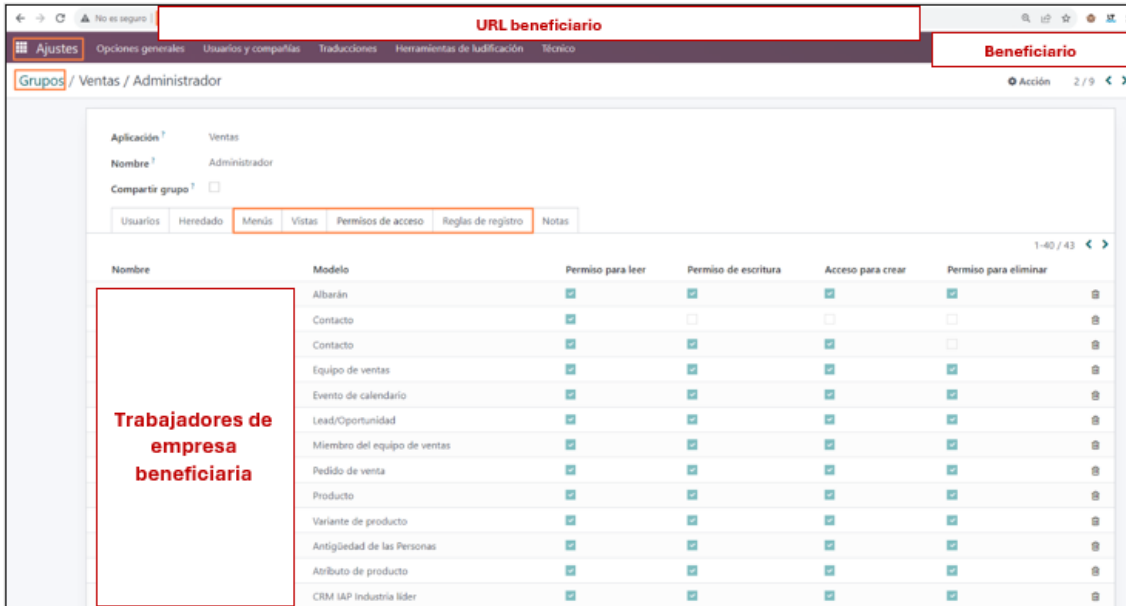 No es seguro
URL beneficiario
Ajustes Opciones generales Usuarios y compañías Traducciones Herramientas de ludificación Técnico
Beneficiario
Grupos / Ventas / Administrador
Acción 2 / 9
Aplicación ? Ventas
Nombre ? Administrador
Compartir grupo ?
Usuarios Heredado Menús Vistas Permisos de acceso Reglas de registro Notas
1-40 / 43
Nombre Modelo Permiso para leer Permiso de escritura Acceso para crear Permiso para eliminar
Albarán
Contacto
Contacto
Equipo de ventas
Evento de calendario
Lead/Oportunidad
Miembro del equipo de ventas
Pedido de venta
Producto
Variante de producto
Antigüedad de las Personas
Atributo de producto
CRM IAP Industria líder
Trabajadores de
empresa
beneficiaria